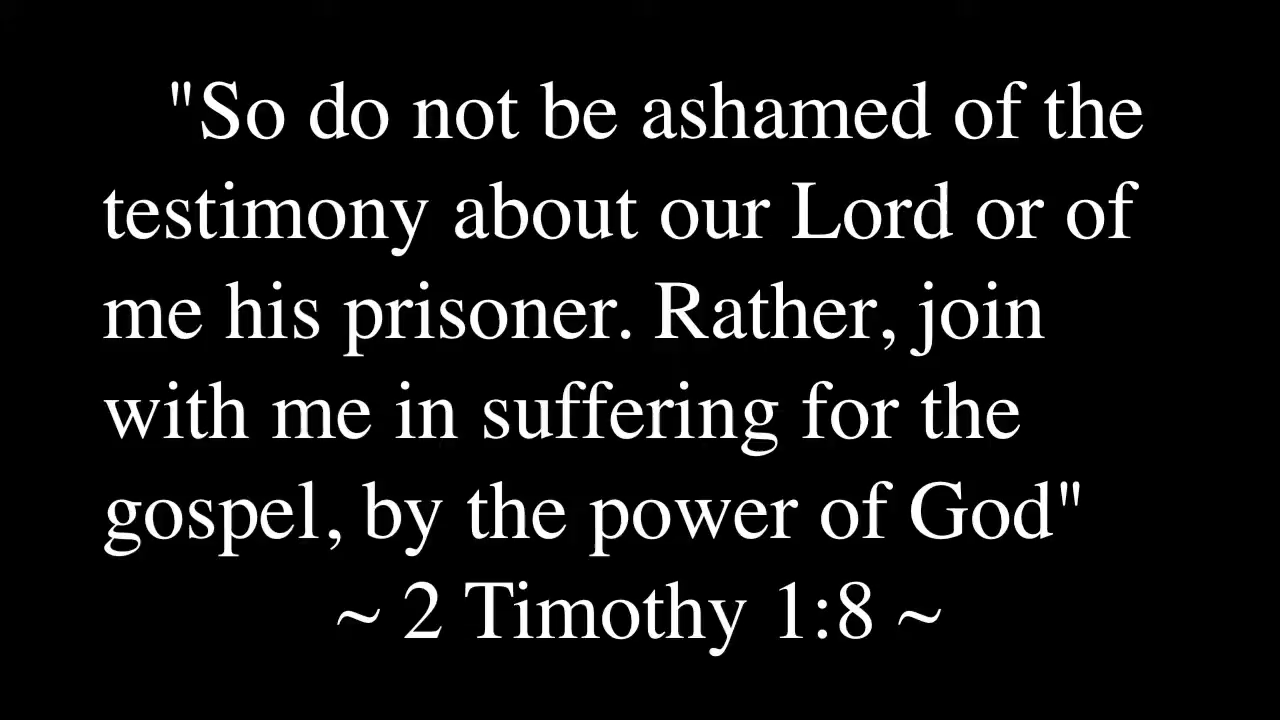 "So do not be ashamed of the
testimony about our Lord or of
me his prisoner. Rather, join
with me in suffering for the
gospel, by the power of God"
~ 2 Timothy 1:8 ~